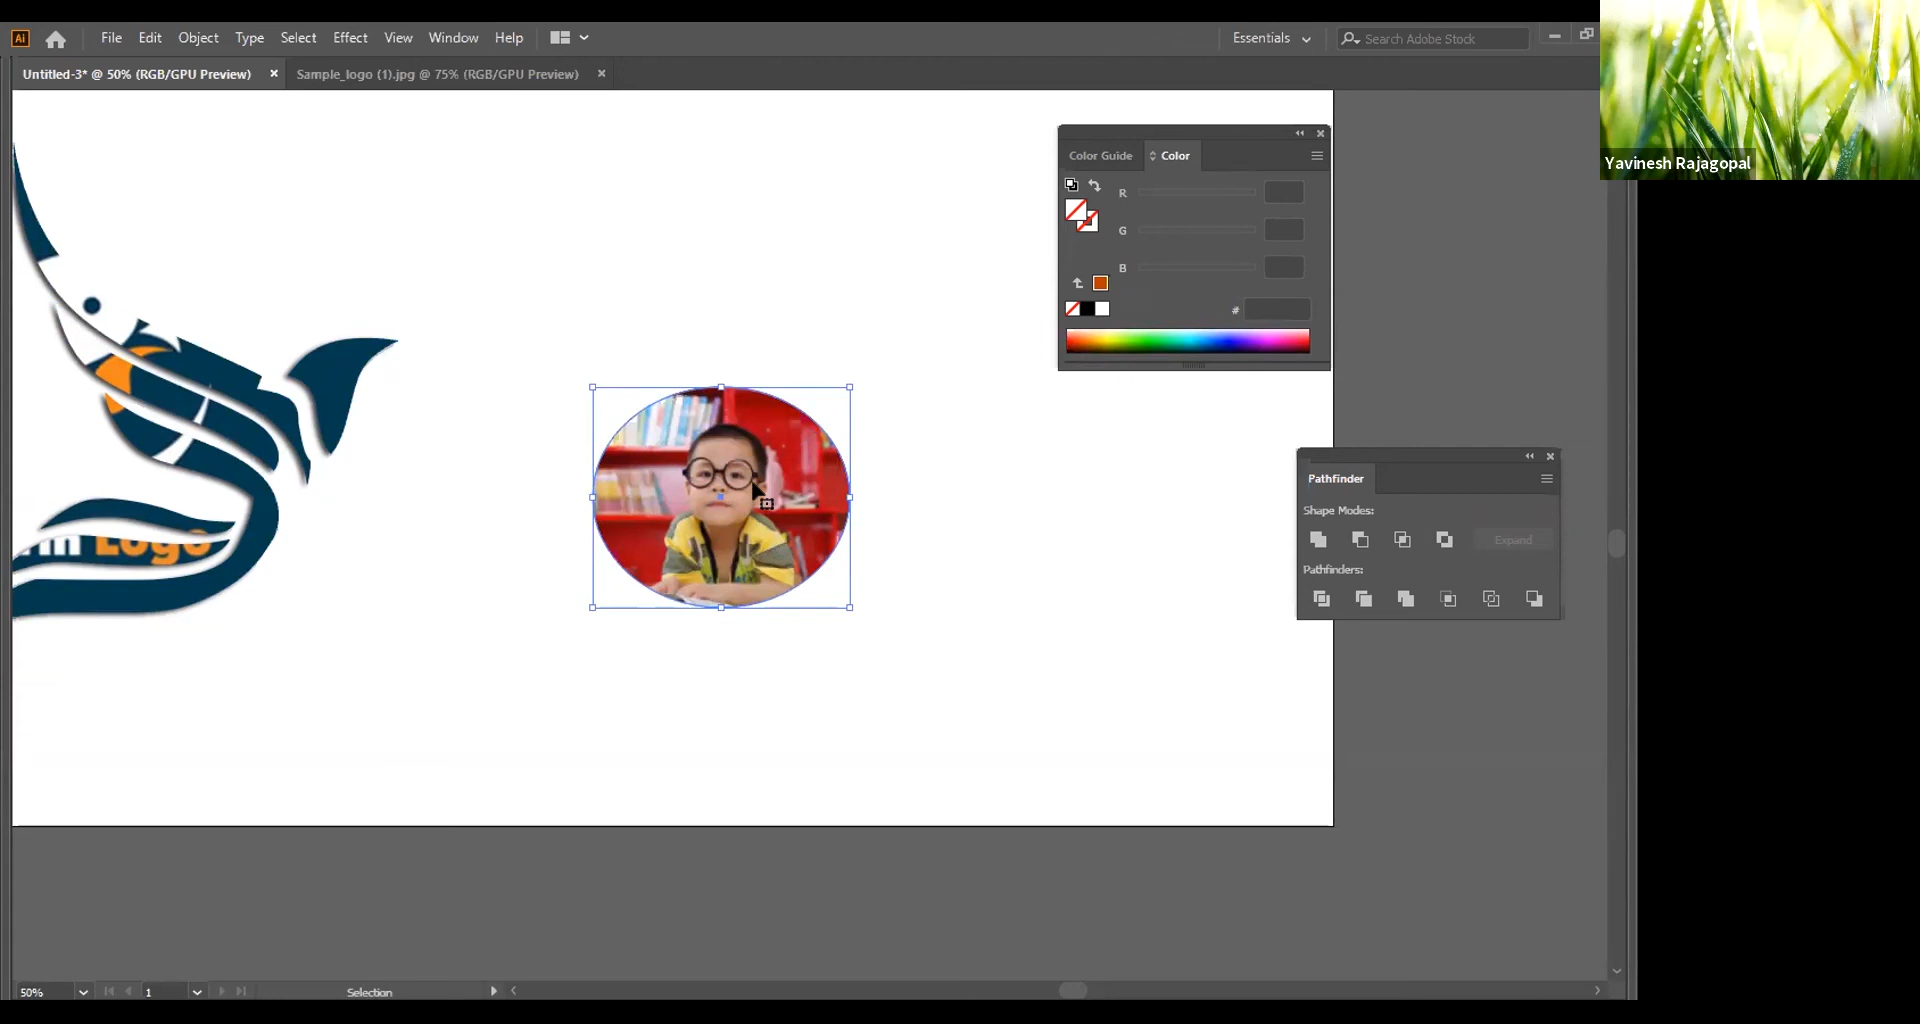 Ai File Edit Object Type Select Effect View Window Help Essentials Search Adobe Stock
Untitled-3* @ 50% (RGB/GPU Preview) × Sample_logo (1).jpg @ 75% (RGB/GPU Preview) ×
Yavinesh Rajagopal
Color Guide Color
R
G
B
#
Pathfinder
Shape Modes:
Expand
Pathfinders:
Logo
50% 1 Selection